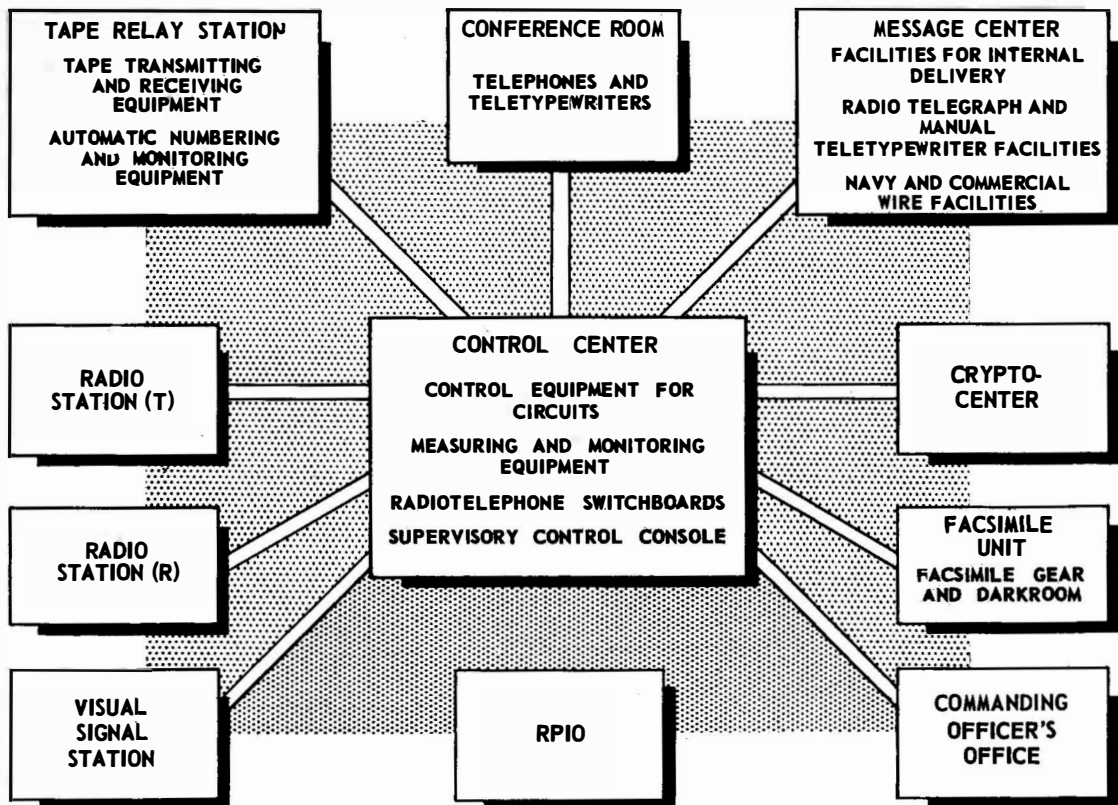 TAPE RELAY STATION
TAPE TRANSMITTING
AND RECEIVING
EQUIPMENT
AUTOMATIC NUMBERING
AND MONITORING
EQUIPMENT
CONFERENCE ROOM
TELEPHONES AND
TELETYPEWRITERS
MESSAGE CENTER
FACILITIES FOR INTERNAL
DELIVERY
RADIO TELEGRAPH AND
MANUAL
TELETYPEWRITER FACILITIES
NAVY AND COMMERCIAL
WIRE FACILITIES
RADIO
STATION (T)
CONTROL CENTER
CONTROL EQUIPMENT FOR
CIRCUITS
MEASURING AND MONITORING
EQUIPMENT
RADIOTELEPHONE SWITCHBOARDS
SUPERVISORY CONTROL CONSOLE
CRYPTO-
CENTER
RADIO
STATION (R)
FACSIMILE
UNIT
FACSIMILE GEAR
AND DARKROOM
VISUAL
SIGNAL
STATION
RPIO
COMMANDING
OFFICER'S
OFFICE